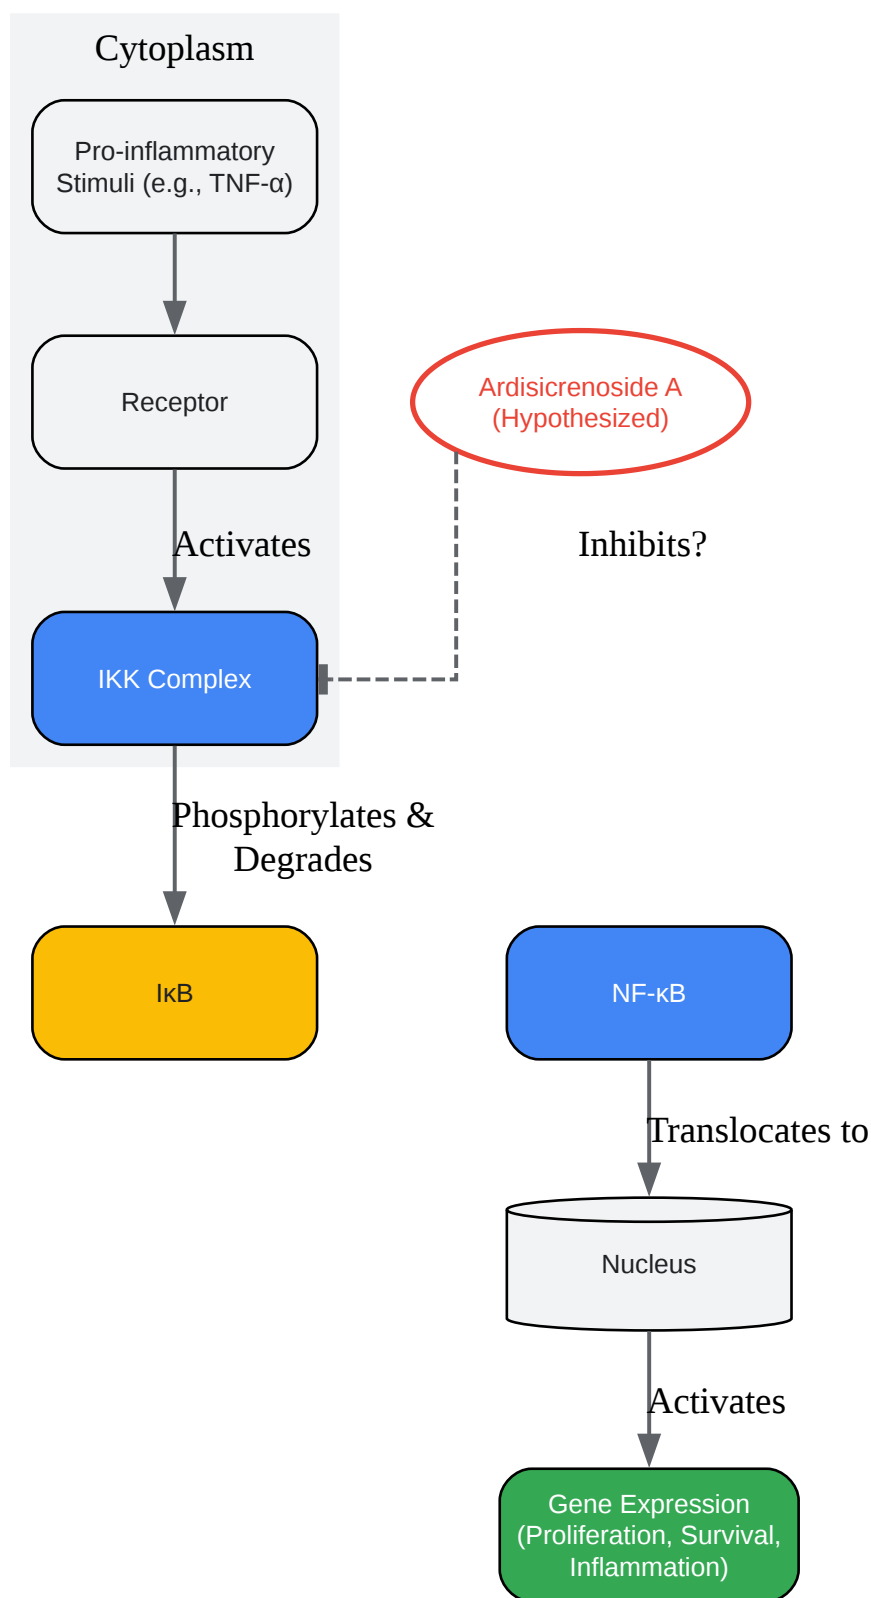 Cytoplasm
Pro-inflammatory
Stimuli (e.g., TNF-α)
Receptor
Ardisicrenoside A
(Hypothesized)
Activates
Inhibits?
IKK Complex
Phosphorylates &
Degrades
IκB
NF-κB
Translocates to
Nucleus
Activates
Gene Expression
(Proliferation, Survival,
Inflammation)